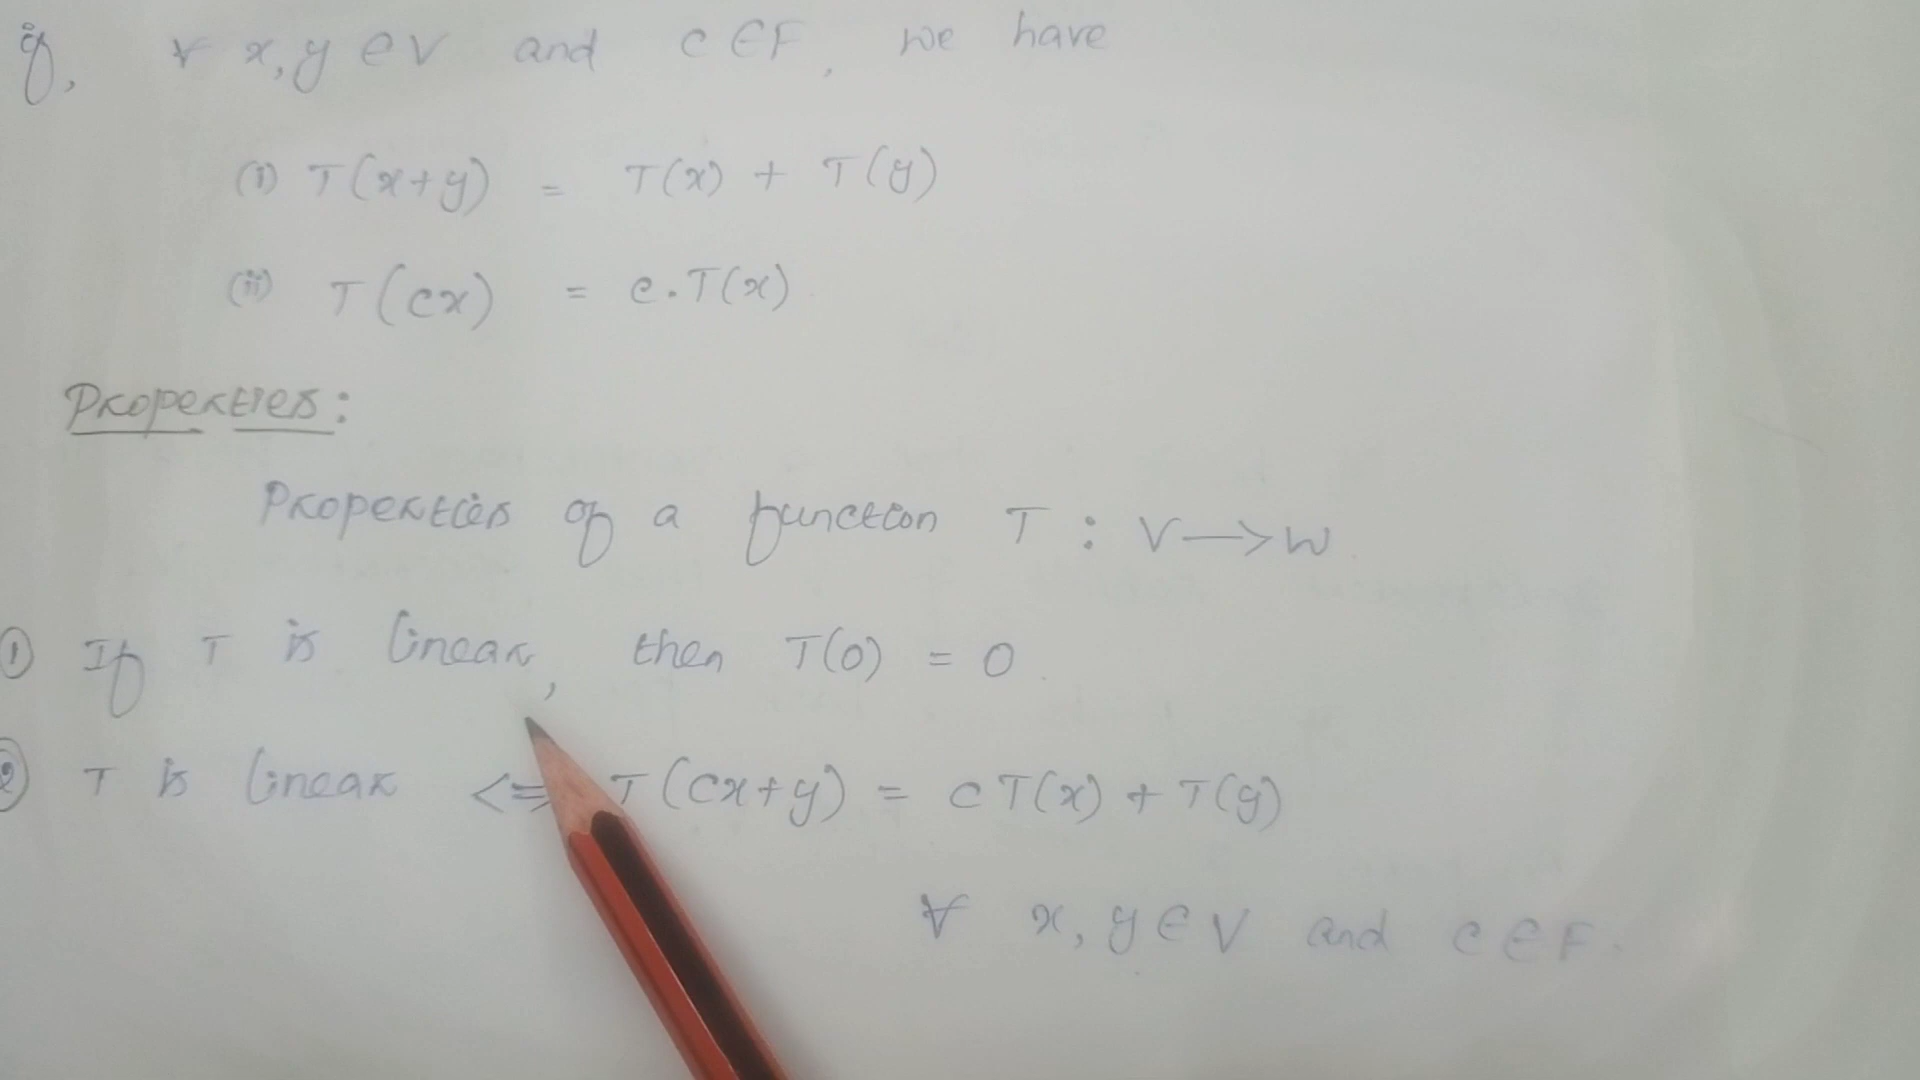 if, ∀ x, y ∈ V and c ∈ F, we have
(i) T(x+y) = T(x) + T(y)
(ii) T(cx) = c.T(x)
Properties:
Properties of a function T : V → W
① If T is linear, then T(0) = 0.
② T is linear <=> T(cx+y) = cT(x) + T(y)
∀ x, y ∈ V and c ∈ F.